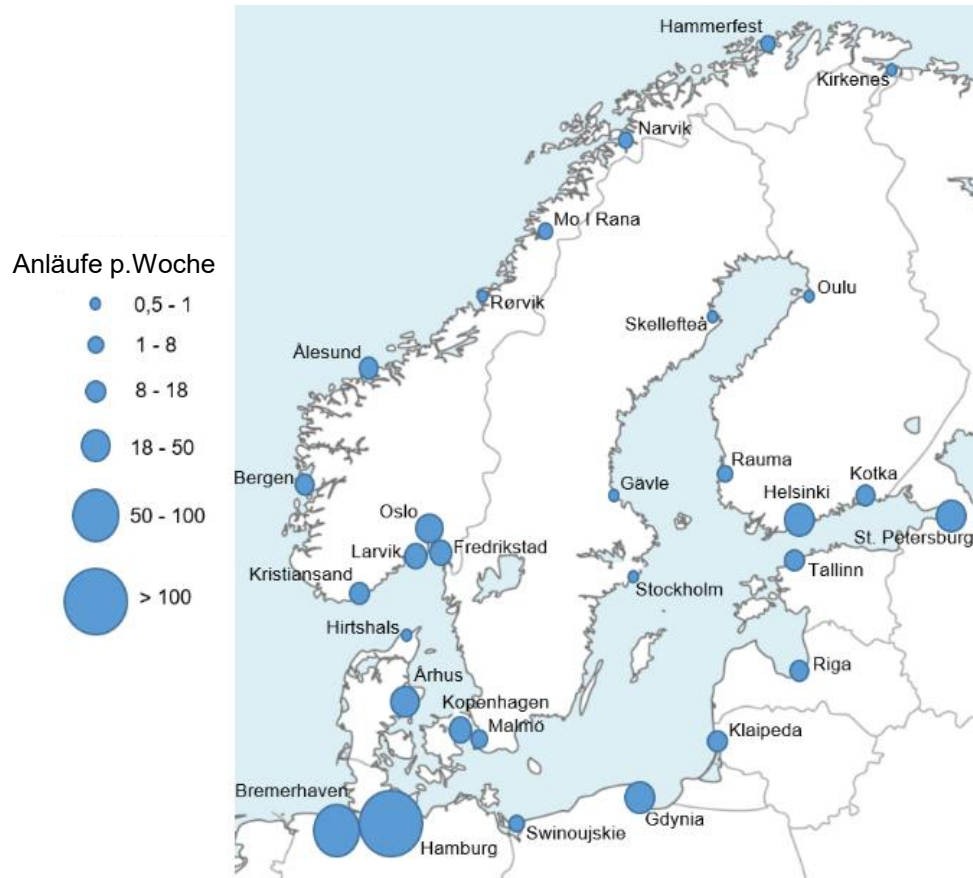 Hammerfest
Kirkenes
Narvik
Mo I Rana
Anläufe p.Woche
0,5 - 1
1 - 8
8 - 18
18 - 50
50 - 100
> 100
Rørvik
Oulu
Skellefteå
Ålesund
Bergen
Rauma
Kotka
Gävle
Helsinki
Oslo
St. Petersburg
Larvik
Fredrikstad
Tallinn
Kristiansand
Stockholm
Hirtshals
Riga
Århus
Kopenhagen
Malmö
Klaipeda
Bremerhaven
Gdynia
Swinoujskie
Hamburg